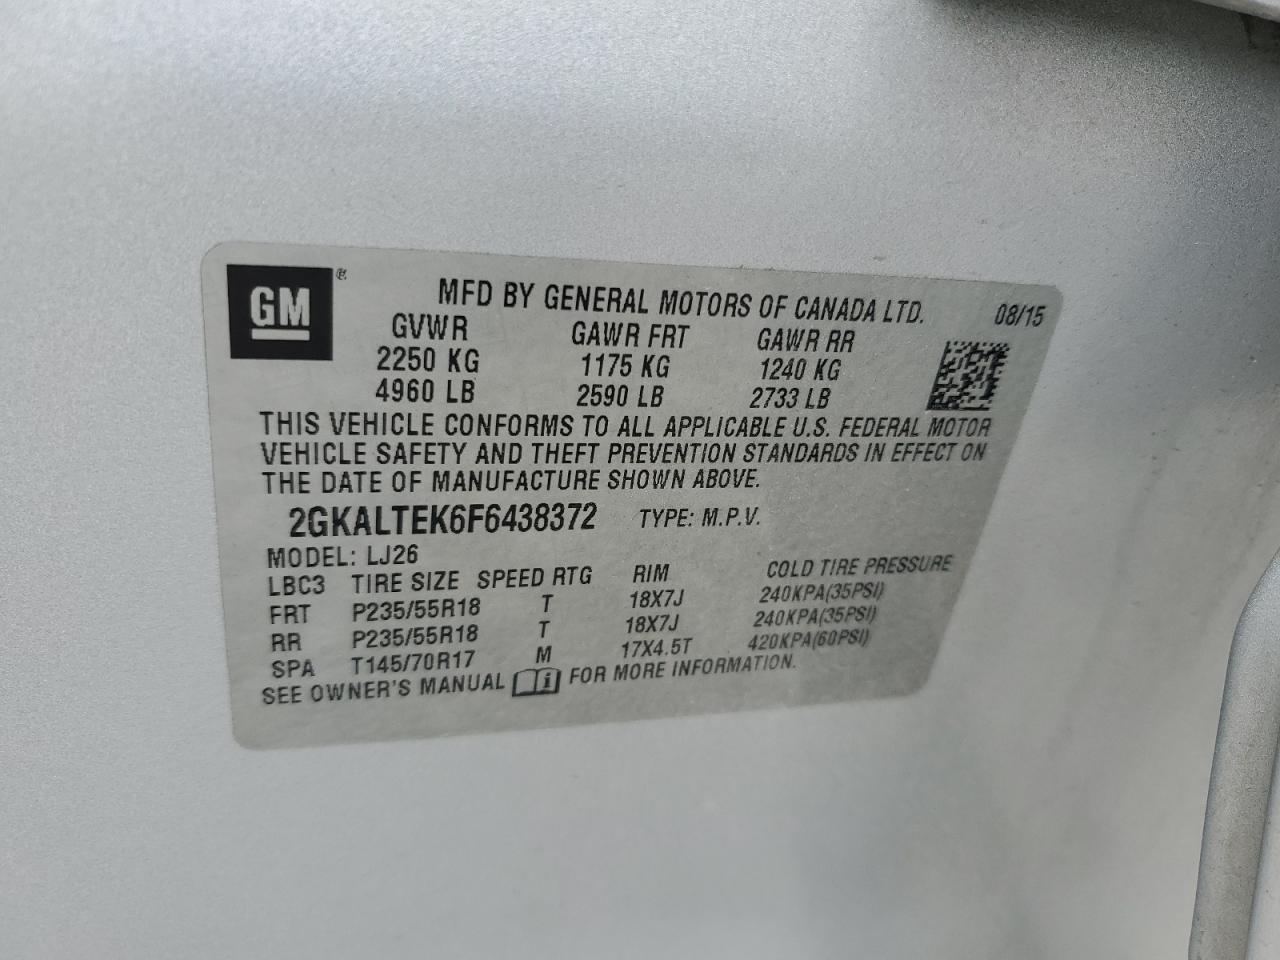 GM ®
MFD BY GENERAL MOTORS OF CANADA LTD. 08/15
GVWR GAWR FRT GAWR RR
2250 KG 1175 KG 1240 KG
4960 LB 2590 LB 2733 LB
THIS VEHICLE CONFORMS TO ALL APPLICABLE U.S. FEDERAL MOTOR
VEHICLE SAFETY AND THEFT PREVENTION STANDARDS IN EFFECT ON
THE DATE OF MANUFACTURE SHOWN ABOVE.
2GKALTEK6F6438372 TYPE: M.P.V.
MODEL: LJ26
LBC3 TIRE SIZE SPEED RTG RIM COLD TIRE PRESSURE
FRT P235/55R18 T 18X7J 240KPA(35PSI)
RR P235/55R18 T 18X7J 240KPA(35PSI)
SPA T145/70R17 M 17X4.5T 420KPA(60PSI)
SEE OWNER'S MANUAL i FOR MORE INFORMATION.